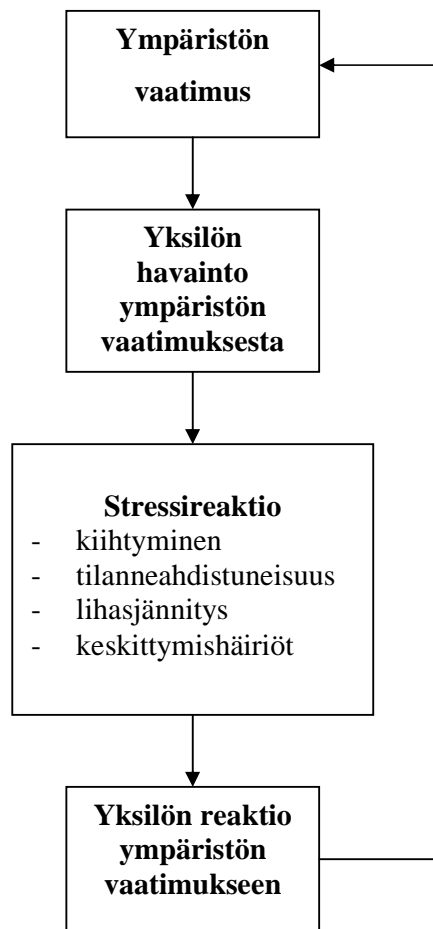 Ympäristön
vaatimus
Yksilön
havainto
ympäristön
vaatimuksesta
Stressireaktio
- kiihtyminen
- tilanneahdistuneisuus
- lihasjännitys
- keskittymishäiriöt
Yksilön reaktio
ympäristön
vaatimukseen